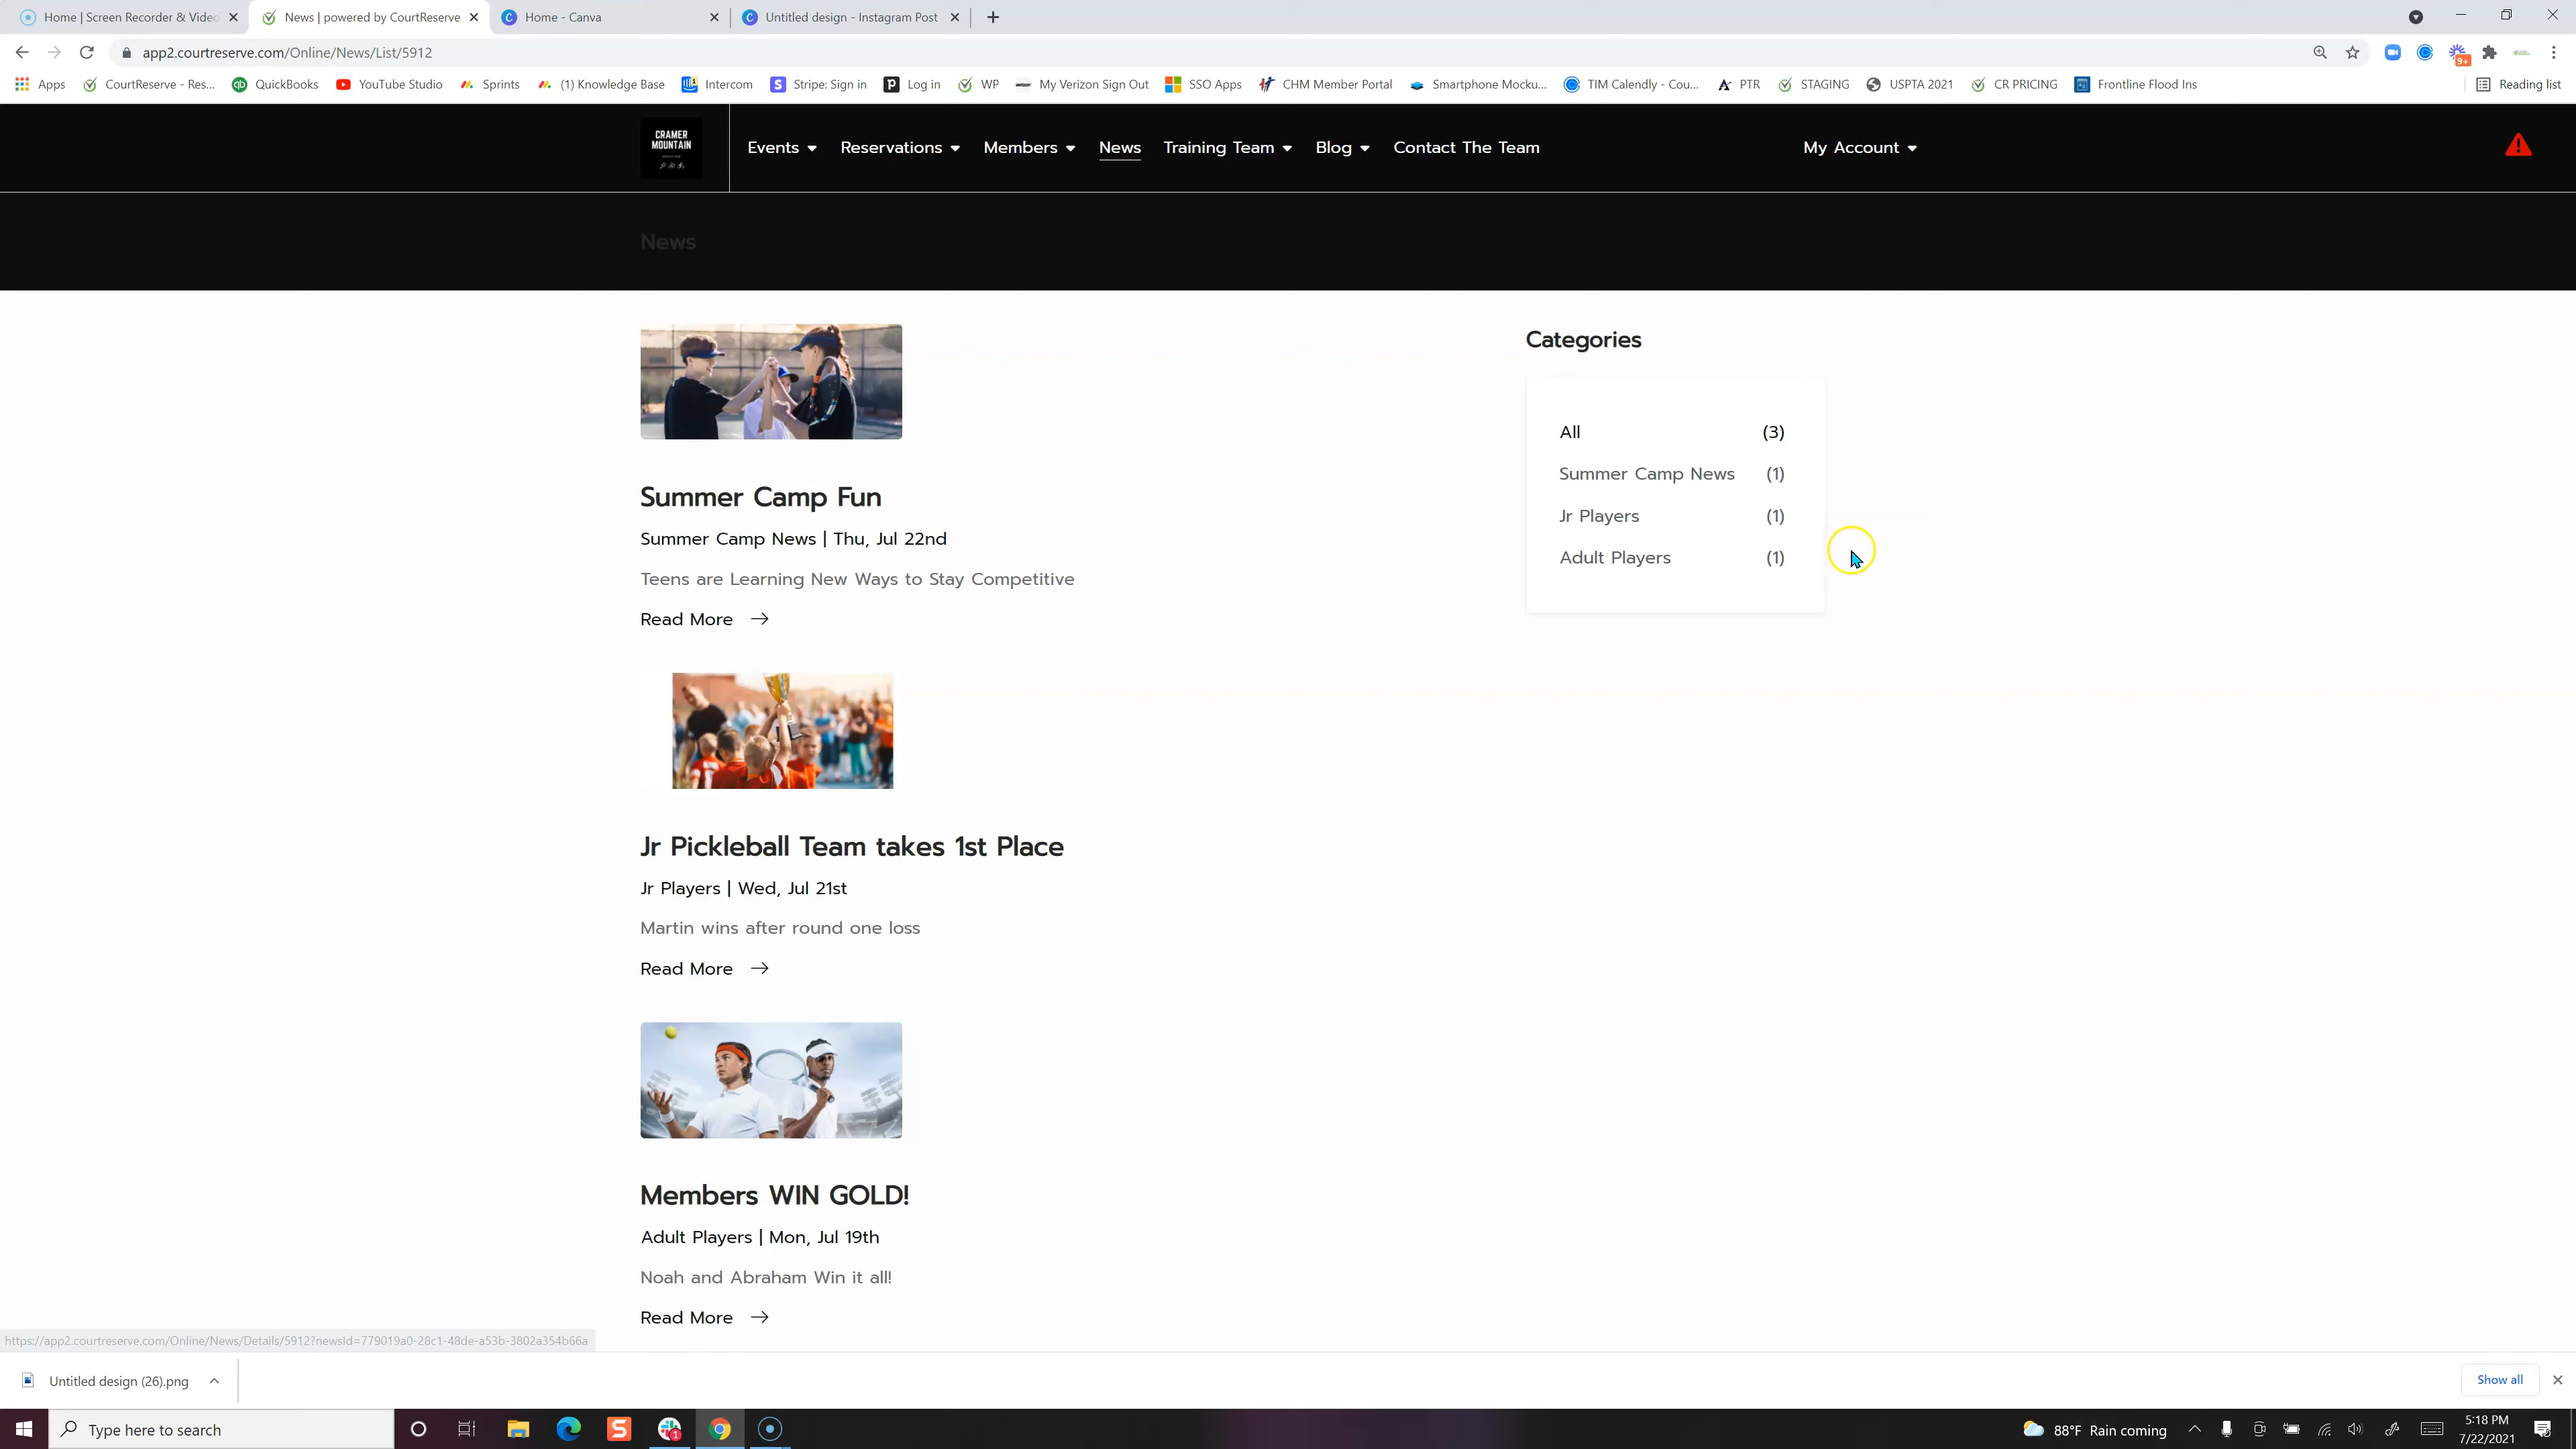 Home | Screen Recorder & Video
News | powered by CourtReserve
Home - Canva
Untitled design - Instagram Post
app2.courtreserve.com/Online/News/List/5912
Apps
CourtReserve - Res...
QuickBooks
YouTube Studio
Sprints
(1) Knowledge Base
Intercom
Stripe: Sign in
Log in
WP
My Verizon Sign Out
SSO Apps
CHM Member Portal
Smartphone Mocku...
TIM Calendly - Cou...
PTR
STAGING
USPTA 2021
CR PRICING
Frontline Flood Ins
Reading list
9+
CRAMER
MOUNTAIN
Events
Reservations
Members
News
Training Team
Blog
Contact The Team
My Account
News
Categories
All (3)
Summer Camp News (1)
Jr Players (1)
Adult Players (1)
Summer Camp Fun
Summer Camp News | Thu, Jul 22nd
Teens are Learning New Ways to Stay Competitive
Read More
Jr Pickleball Team takes 1st Place
Jr Players | Wed, Jul 21st
Martin wins after round one loss
Read More
Members WIN GOLD!
Adult Players | Mon, Jul 19th
Noah and Abraham Win it all!
Read More
https://app2.courtreserve.com/Online/News/Details/5912?newsId=779019a0-28c1-48de-a53b-3802a354b66a
Untitled design (26).png
Show all
Type here to search
88°F Rain coming
5:18 PM
7/22/2021